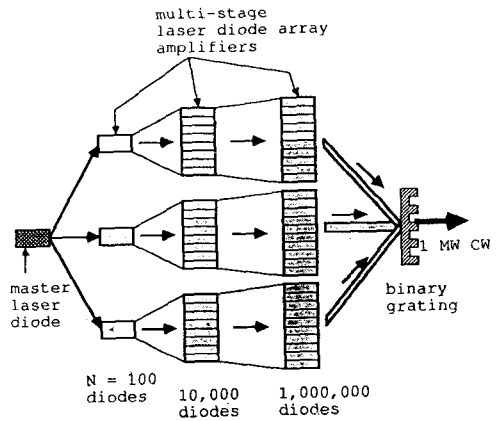 multi-stage
laser diode array
amplifiers
1 MW CW
master
laser
diode
binary
grating
N = 100
diodes
10,000
diodes
1,000,000
diodes